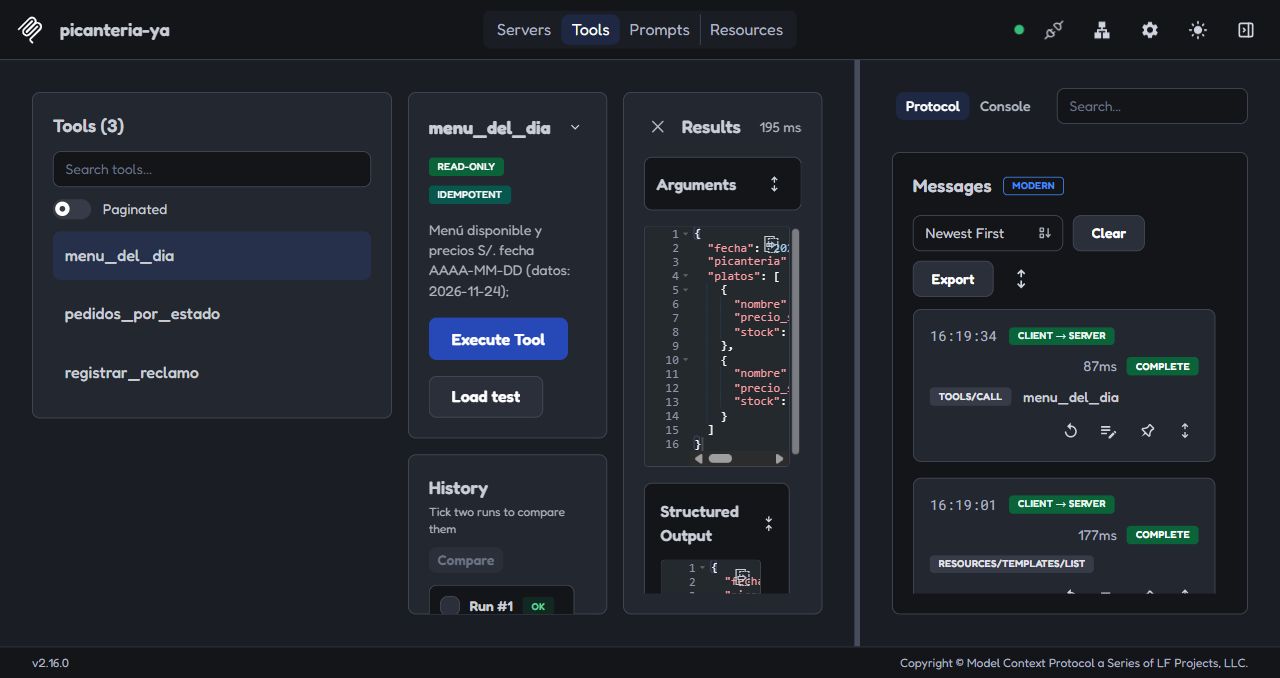 picanteria-ya
Servers Tools Prompts Resources
Tools (3)
Search tools...
Paginated
menu_del_dia
pedidos_por_estado
registrar_reclamo
menu_del_dia
READ-ONLY
IDEMPOTENT
Menú disponible y
precios S/. fecha
AAAA-MM-DD (datos:
2026-11-24);
Execute Tool
Load test
History
Tick two runs to compare
them
Compare
Run #1 OK
Results 195 ms
Arguments
1 {
2 "fecha":
3 "picanteria"
4 "platos": [
5 {
6 "nombre"
7 "precio_s
8 "stock":
9 },
10 {
11 "nombre"
12 "precio_s
13 "stock":
14 }
15 ]
16 }
Structured
Output
1 {
2
Protocol Console Search...
Messages MODERN
Newest First Clear
Export
16:19:34 CLIENT → SERVER
87ms COMPLETE
TOOLS/CALL menu_del_dia
16:19:01 CLIENT → SERVER
177ms COMPLETE
RESOURCES/TEMPLATES/LIST
v2.16.0 Copyright © Model Context Protocol a Series of LF Projects, LLC.